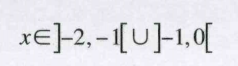 x∈]–2, –1[ ∪ ]–1, 0[